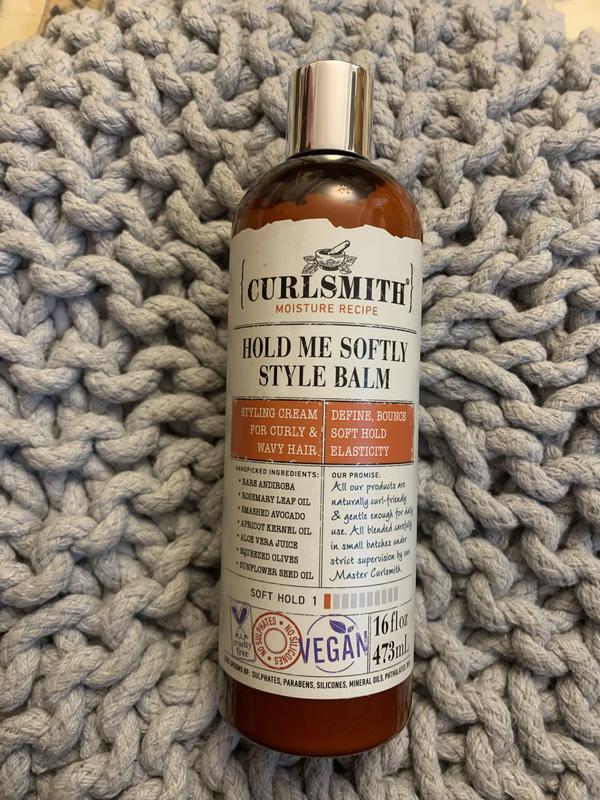 CURLSMITH®
MOISTURE RECIPE
HOLD ME SOFTLY
STYLE BALM
STYLING CREAM
FOR CURLY &
WAVY HAIR
DEFINE, BOUNCE
SOFT HOLD
ELASTICITY
HANDPICKED INGREDIENTS:
• RARE ANDIROBA
• ROSEMARY LEAF OIL
• SMASHED AVOCADO
• APRICOT KERNEL OIL
• ALOE VERA JUICE
• SQUEEZED OLIVES
• SUNFLOWER SEED OIL
OUR PROMISE:
All our products are
naturally curl-friendly
& gentle enough for daily
use. All blended carefully
in small batches under
strict supervision by our
Master Curlsmith.
SOFT HOLD 1
cruelty
free
NO SULPHATES • NO SILICONES •
VEGAN
16 fl oz
473mL
OF: SULPHATES, PARABENS, SILICONES, MINERAL OILS,